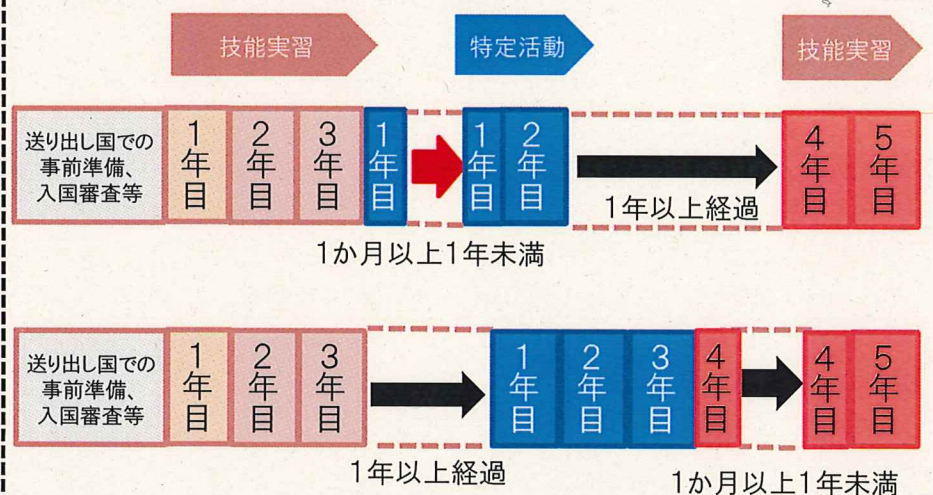 技能実習
特定活動
技能実習
送り出し国での
事前準備、
入国審査等
1年目
2年目
3年目
1年目
1年目
2年目
1年以上経過
4年目
5年目
1か月以上1年未満
送り出し国での
事前準備、
入国審査等
1年目
2年目
3年目
1年以上経過
1年目
2年目
3年目
4年目
4年目
5年目
1か月以上1年未満